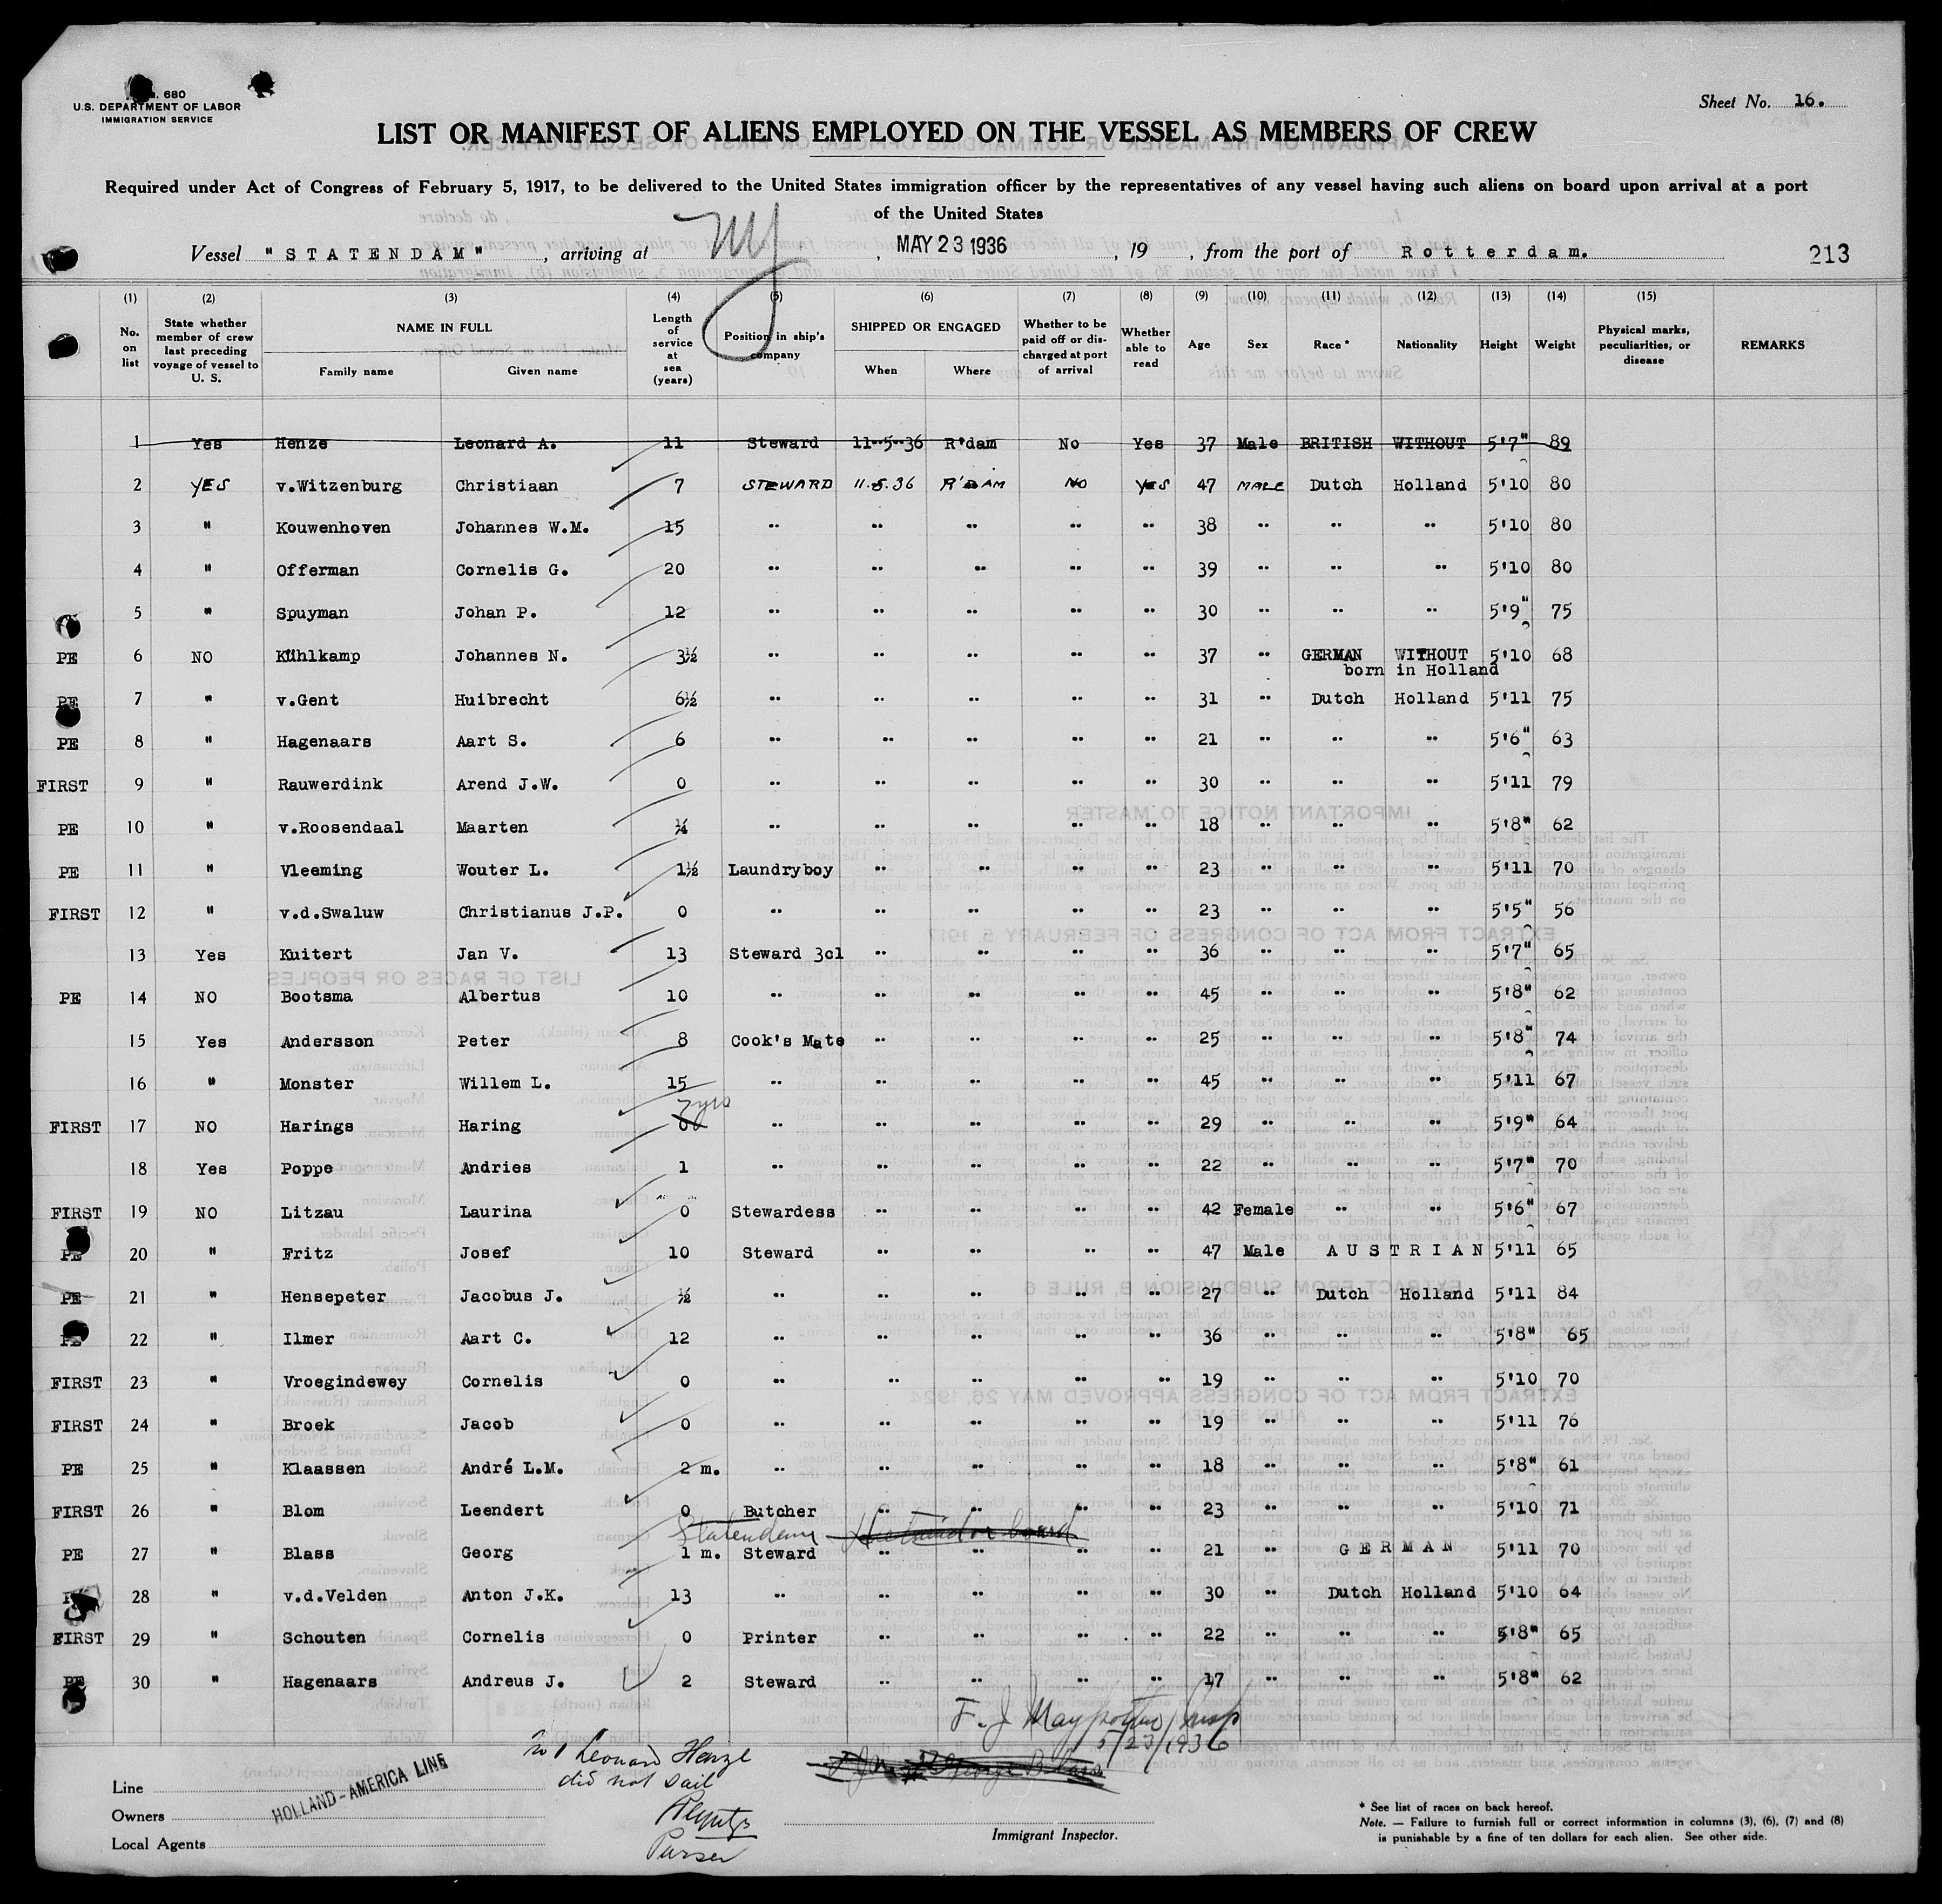 680
U.S. DEPARTMENT OF LABOR
IMMIGRATION SERVICE
Sheet No. 16.
LIST OR MANIFEST OF ALIENS EMPLOYED ON THE VESSEL AS MEMBERS OF CREW
Required under Act of Congress of February 5, 1917, to be delivered to the United States immigration officer by the representatives of any vessel having such aliens on board upon arrival at a port
of the United States
Vessel "STATENDAM", arriving at NY, MAY 23 1936, 19 , from the port of Rotterdam. 213
(1) (2) (3) (4) (5) (6) (7) (8) (9) (10) (11) (12) (13) (14) (15)
No. on list State whether member of crew last preceding voyage of vessel to U. S. NAME IN FULL Family name Given name Length of service at sea (years) Position in ship's company SHIPPED OR ENGAGED When Where Whether to be paid off or discharged at port of arrival Whether able to read Age Sex Race* Nationality Height Weight Physical marks, peculiarities, or disease REMARKS
1 Yes Henze Leonard A. 11 Steward 11-5-36 R'dam No Yes 37 Male BRITISH WITHOUT 5'7" 89
2 YES v.Witzenburg Christiaan 7 STEWARD 11.5.36 R'DAM NO YES 47 MALE Dutch Holland 5'10 80
3 " Kouwenhoven Johannes W.M. 15 " " " " " 38 " " " 5'10 80
4 " Offerman Cornelis G. 20 " " " " " 39 " " " 5'10 80
5 " Spuyman Johan P. 12 " " " " " 30 " " " 5'9" 75
PE 6 NO Kühlkamp Johannes N. 3½ " " " " " 37 " GERMAN WITHOUT 5'10 68
born in Holland
PE 7 " v.Gent Huibrecht 6½ " " " " " 31 " Dutch Holland 5'11 75
PE 8 " Hagenaars Aart S. 6 " " " " " 21 " " " 5'6" 63
FIRST 9 " Rauwerdink Arend J.W. 0 " " " " " 30 " " " 5'11 79
PE 10 " v.Roosendaal Maarten ¼ " " " " " 18 " " " 5'8" 62
PE 11 " Vleeming Wouter L. 1½ Laundryboy " " " " 23 " " " 5'11 70
FIRST 12 " v.d.Swaluw Christianus J.P. 0 " " " " " 23 " " " 5'5" 56
13 Yes Kuitert Jan V. 13 Steward 3cl " " " " 36 " " " 5'7" 65
PE 14 NO Bootsma Albertus 10 " " " " " 45 " " " 5'8" 62
15 Yes Andersson Peter 8 Cook's Mate " " " " 25 " " " 5'8" 74
16 " Monster Willem L. 15 " " " " " 45 " " " 5'11 67
7 yrs
FIRST 17 NO Harings Haring 0 " " " " " 29 " " " 5'9" 64
18 Yes Poppe Andries 1 " " " " " 22 " " " 5'7" 70
FIRST 19 NO Litzau Laurina 0 Stewardess " " " " 42 Female " " 5'6" 67
PE 20 " Fritz Josef 10 Steward " " " " 47 Male AUSTRIAN 5'11 65
PE 21 " Hensepeter Jacobus J. ½ " " " " " 27 " Dutch Holland 5'11 84
PE 22 " Ilmer Aart C. 12 " " " " " 36 " " " 5'8" 65
FIRST 23 " Vroegindewey Cornelis 0 " " " " " 19 " " " 5'10 70
FIRST 24 " Broek Jacob 0 " " " " " 19 " " " 5'11 76
PE 25 " Klaassen André L.M. 2 m. " " " " " 18 " " " 5'8" 61
FIRST 26 " Blom Leendert 0 Butcher " " " " 23 " " " 5'10 71
Statendam
PE 27 " Blass Georg 1 m. Steward " " " " 21 " GERMAN 5'11 70
28 " v.d.Velden Anton J.K. 13 " " " " " 30 " Dutch Holland 5'10 64
FIRST 29 " Schouten Cornelis 0 Printer " " " " 22 " " " 5'8" 65
PE 30 " Hagenaars Andreus J. 2 Steward " " " " 17 " " " 5'8" 62
F. J. May
5/23/1936
No 1 Leonard Henze
did not sail
Purser
Line
Owners HOLLAND-AMERICA LINE
Local Agents
Immigrant Inspector.
* See list of races on back hereof.
Note. — Failure to furnish full or correct information in columns (3), (6), (7) and (8)
is punishable by a fine of ten dollars for each alien. See other side.